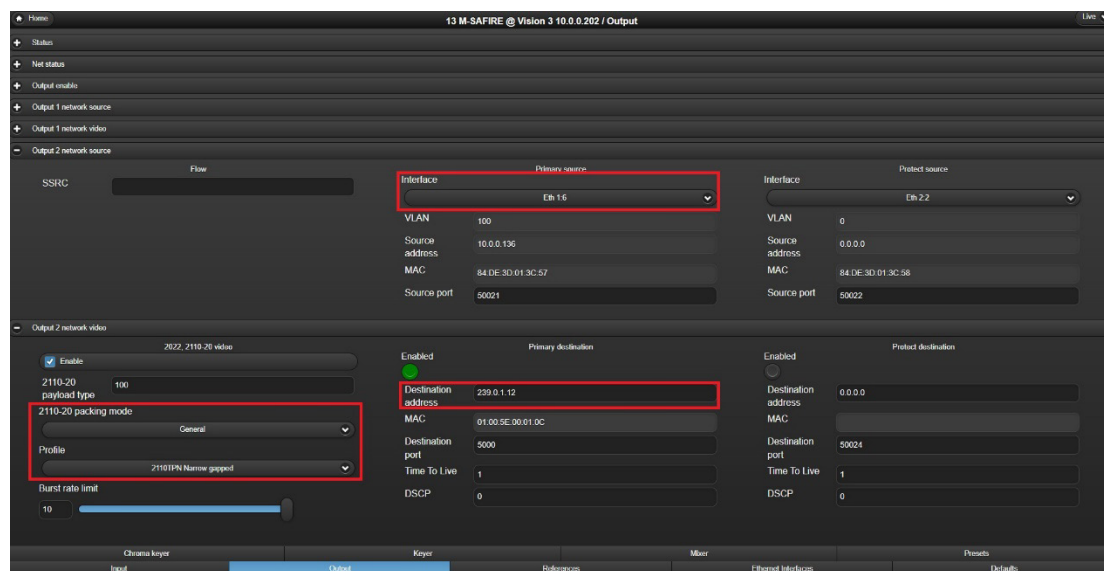 Home
13 M-SAFIRE @ Vision 3 10.0.0.202 / Output
Live
Status
Net status
Output enable
Output 1 network source
Output 1 network video
Output 2 network source
Flow
Primary source
Protect source
SSRC
Interface
Interface
Eth 1:6
Eth 2:2
VLAN
100
VLAN
0
Source address
10.0.0.136
Source address
0.0.0.0
MAC
84:DE:3D:01:3C:57
MAC
84:DE:3D:01:3C:58
Source port
50021
Source port
50022
Output 2 network video
2022, 2110-20 video
Primary destination
Protect destination
Enable
Enabled
Enabled
2110-20 payload type
100
Destination address
239.0.1.12
Destination address
0.0.0.0
2110-20 packing mode
General
MAC
01:00:5E:00:01:0C
MAC
Profile
2110TPN Narrow gapped
Destination port
5000
Destination port
50024
Time To Live
1
Time To Live
1
Burst rate limit
10
DSCP
0
DSCP
0
Chroma keyer
Keyer
Mixer
Presets
Input
Output
References
Ethernet Interfaces
Defaults